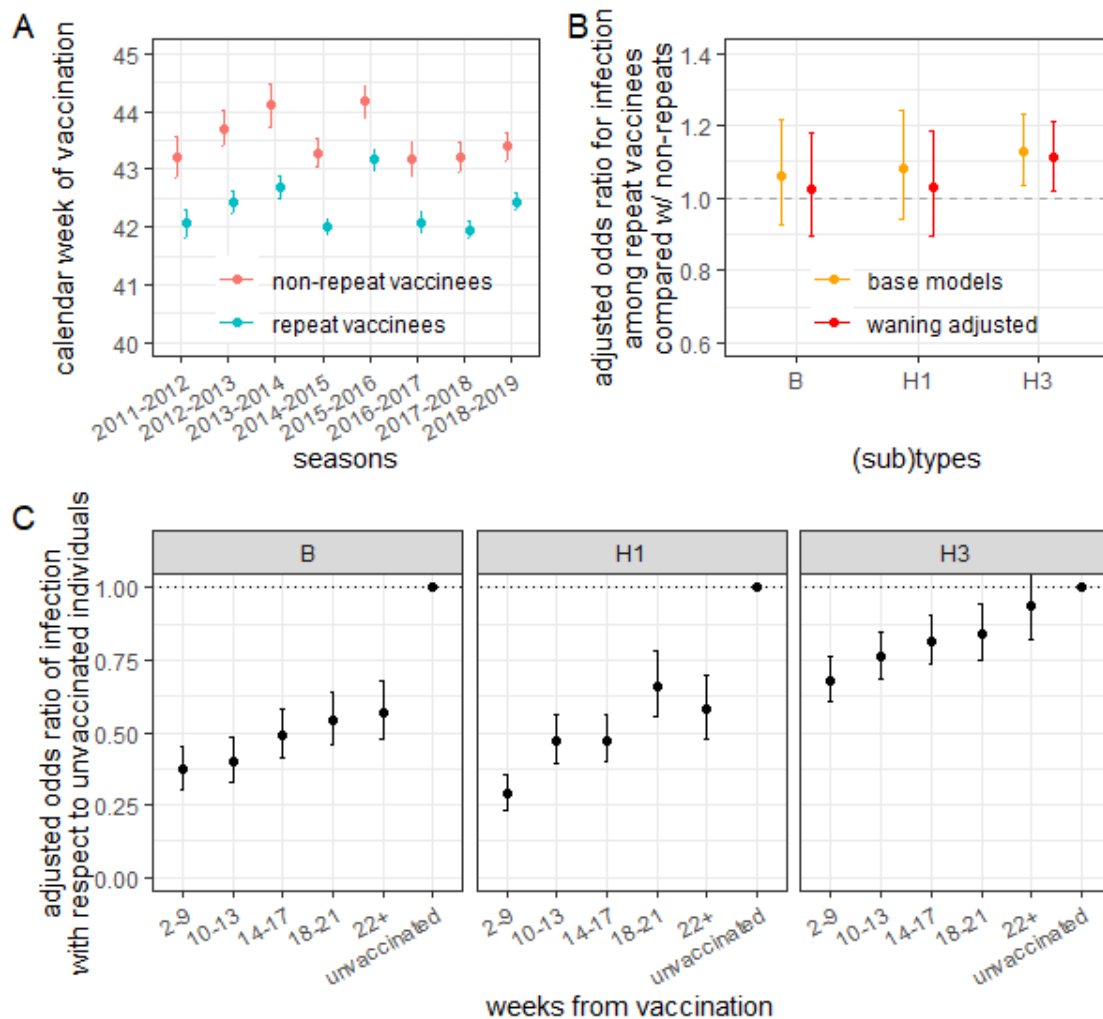 A
calendar week of vaccination
45
44
43
42
41
40
non-repeat vaccinees
repeat vaccinees
2011-2012
2012-2013
2013-2014
2014-2015
2015-2016
2016-2017
2017-2018
2018-2019
seasons
B
adjusted odds ratio for infection
among repeat vaccinees
compared w/ non-repeats
1.4
1.2
1.0
0.8
0.6
base models
waning adjusted
B
H1
H3
(sub)types
C
adjusted odds ratio of infection
with respect to unvaccinated individuals
B
H1
H3
1.00
0.75
0.50
0.25
0.00
2-9
10-13
14-17
18-21
22+
unvaccinated
2-9
10-13
14-17
18-21
22+
unvaccinated
2-9
10-13
14-17
18-21
22+
unvaccinated
weeks from vaccination